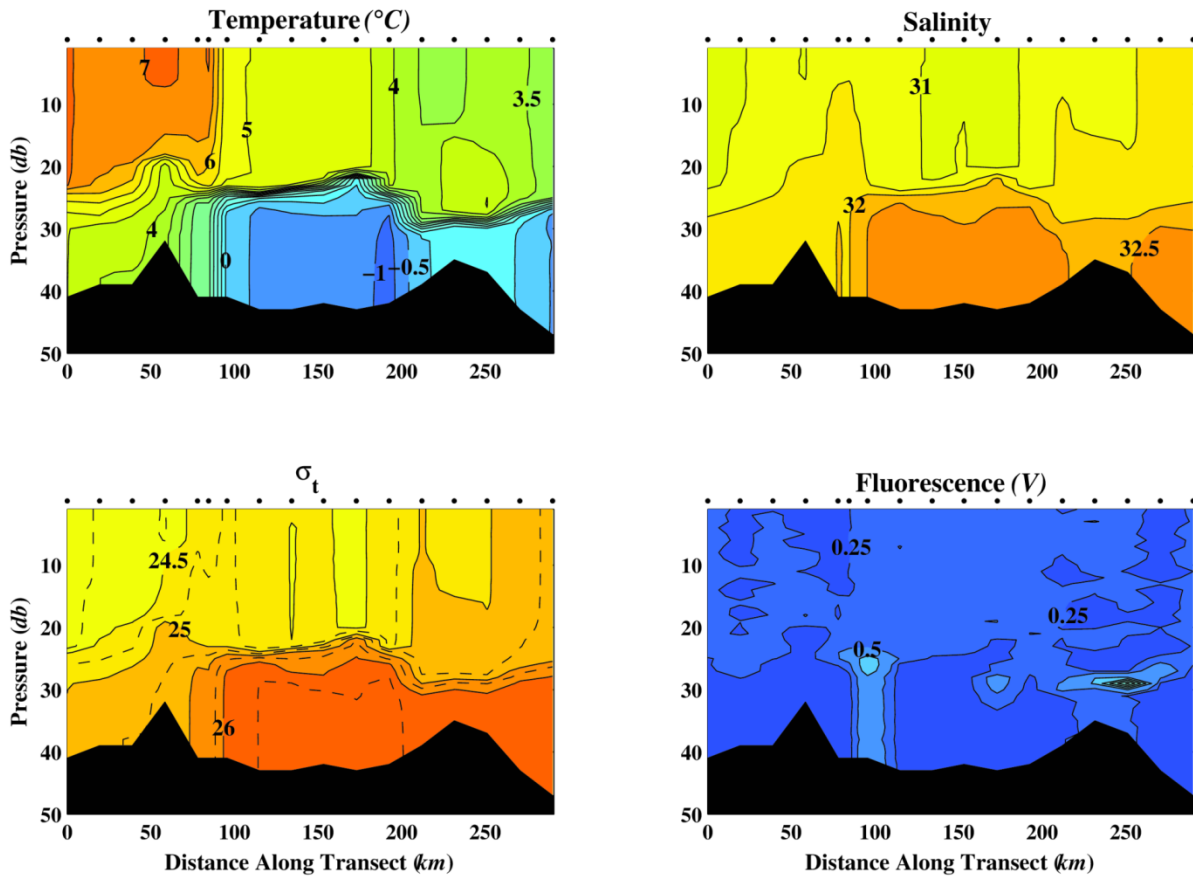 Temperature (°C)
Salinity
7
4
3.5
5
6
4
0
−1
−0.5
31
32
32.5
Pressure (db)
10
20
30
40
50
0 50 100 150 200 250
Pressure (db)
10
20
30
40
50
0 50 100 150 200 250
σt
Fluorescence (V)
24.5
25
26
0.25
0.25
0.5
Pressure (db)
10
20
30
40
50
0 50 100 150 200 250
Distance Along Transect (km)
Pressure (db)
10
20
30
40
50
0 50 100 150 200 250
Distance Along Transect (km)